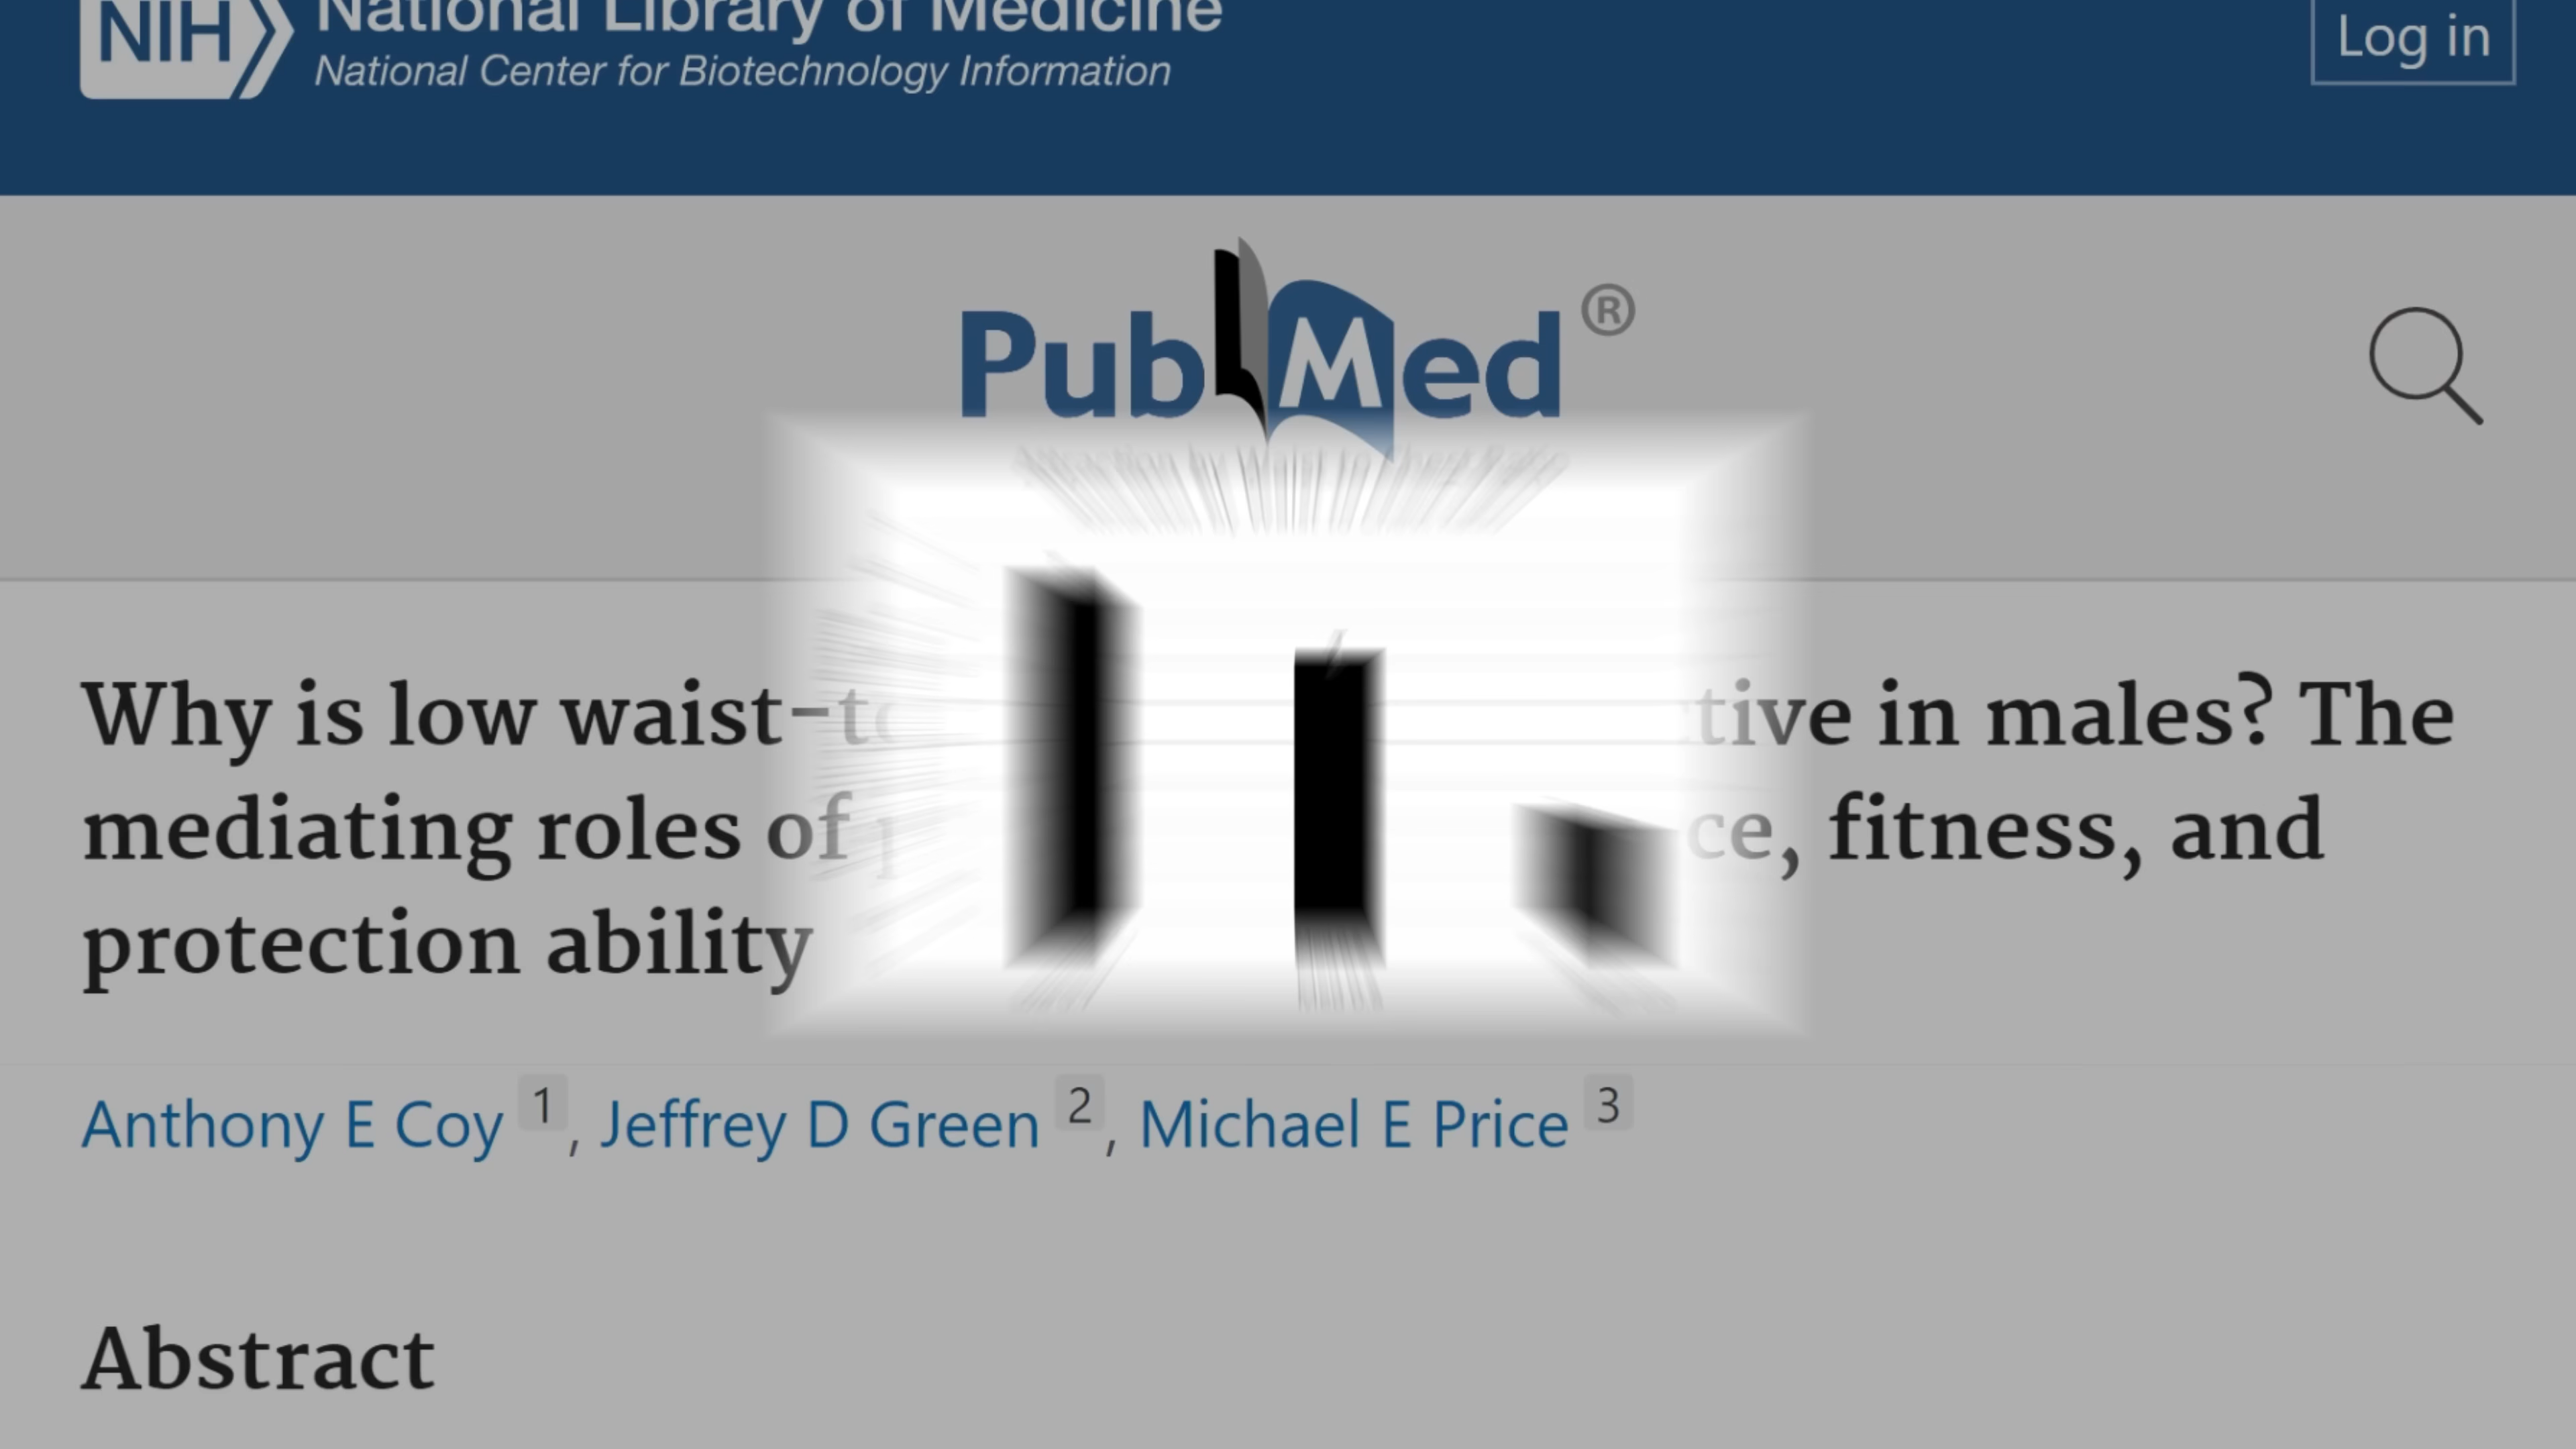 NIH National Library of Medicine
National Center for Biotechnology Information
Log in
PubMed®
Why is low waist-to tive in males? The
mediating roles of ce, fitness, and
protection ability
Anthony E Coy 1, Jeffrey D Green 2, Michael E Price 3
Abstract